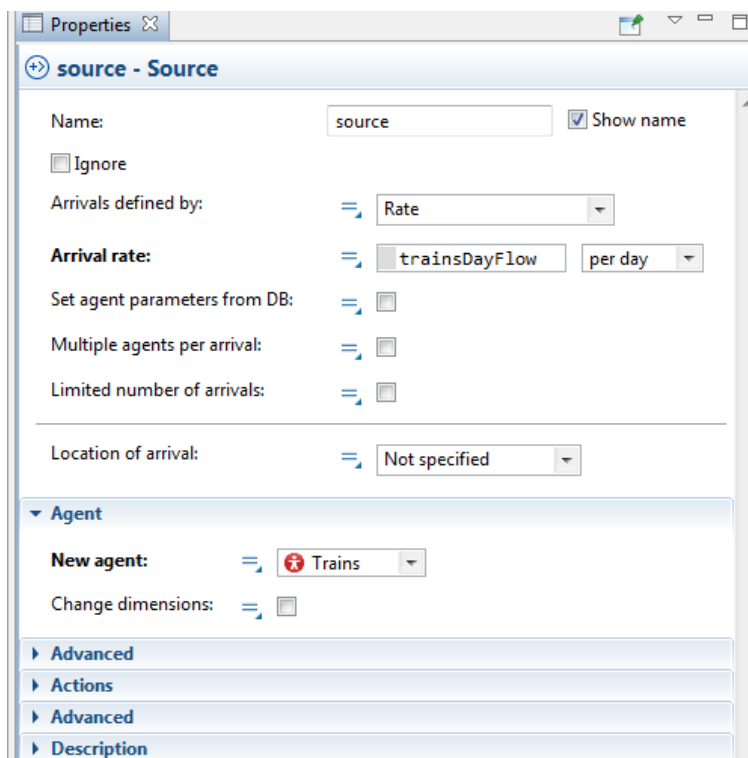 Properties
source - Source
Name: source Show name
Ignore
Arrivals defined by: Rate
Arrival rate: trainsDayFlow per day
Set agent parameters from DB:
Multiple agents per arrival:
Limited number of arrivals:
Location of arrival: Not specified
Agent
New agent: Trains
Change dimensions:
Advanced
Actions
Advanced
Description